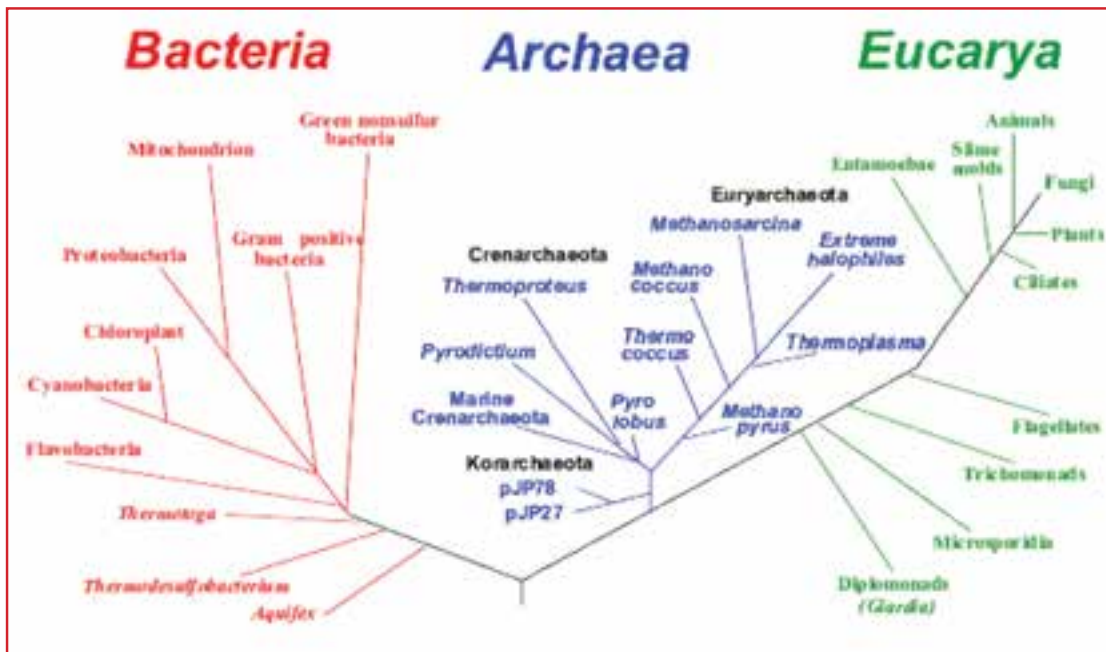 Bacteria
Archaea
Eucarya
Green nonsulfur
bacteria
Mitochondrion
Gram positive
bacteria
Proteobacteria
Chloroplast
Cyanobacteria
Flavobacteria
Thermotoga
Thermodesulfobacterium
Aquifex
Crenarchaeota
Thermoproteus
Pyrodictium
Marine
Crenarchaeota
Pyro
lobus
Korarchaeota
pJP78
pJP27
Euryarchaeota
Methanosarcina
Methano
coccus
Thermo
coccus
Methano
pyrus
Extreme
halophiles
Thermoplasma
Animals
Slime
molds
Entamoebae
Fungi
Plants
Ciliates
Flagellates
Trichomonads
Microsporidia
Diplomonads
(Giardia)